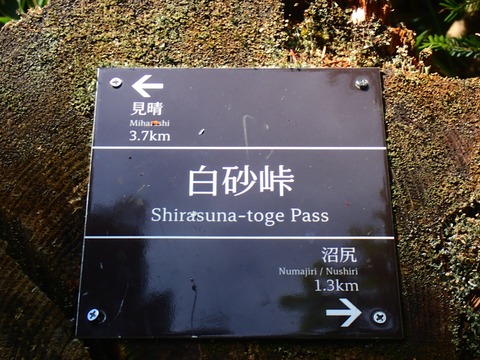 ←
見晴
Miharashi
3.7km
白砂峠
Shirasuna-toge Pass
沼尻
Numajiri / Nushiri
1.3km
→